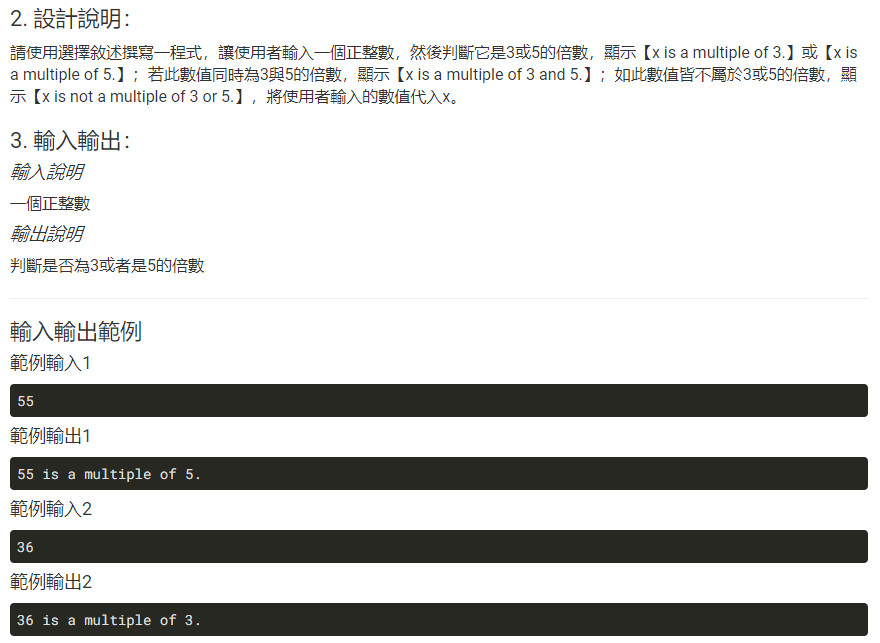 2. 設計說明：
請使用選擇敘述撰寫一程式，讓使用者輸入一個正整數，然後判斷它是3或5的倍數，顯示【x is a multiple of 3.】或【x is
a multiple of 5.】；若此數值同時為3與5的倍數，顯示【x is a multiple of 3 and 5.】；如此數值皆不屬於3或5的倍數，顯
示【x is not a multiple of 3 or 5.】，將使用者輸入的數值代入x。
3. 輸入輸出：
輸入說明
一個正整數
輸出說明
判斷是否為3或者是5的倍數
輸入輸出範例
範例輸入1
55
範例輸出1
55 is a multiple of 5.
範例輸入2
36
範例輸出2
36 is a multiple of 3.